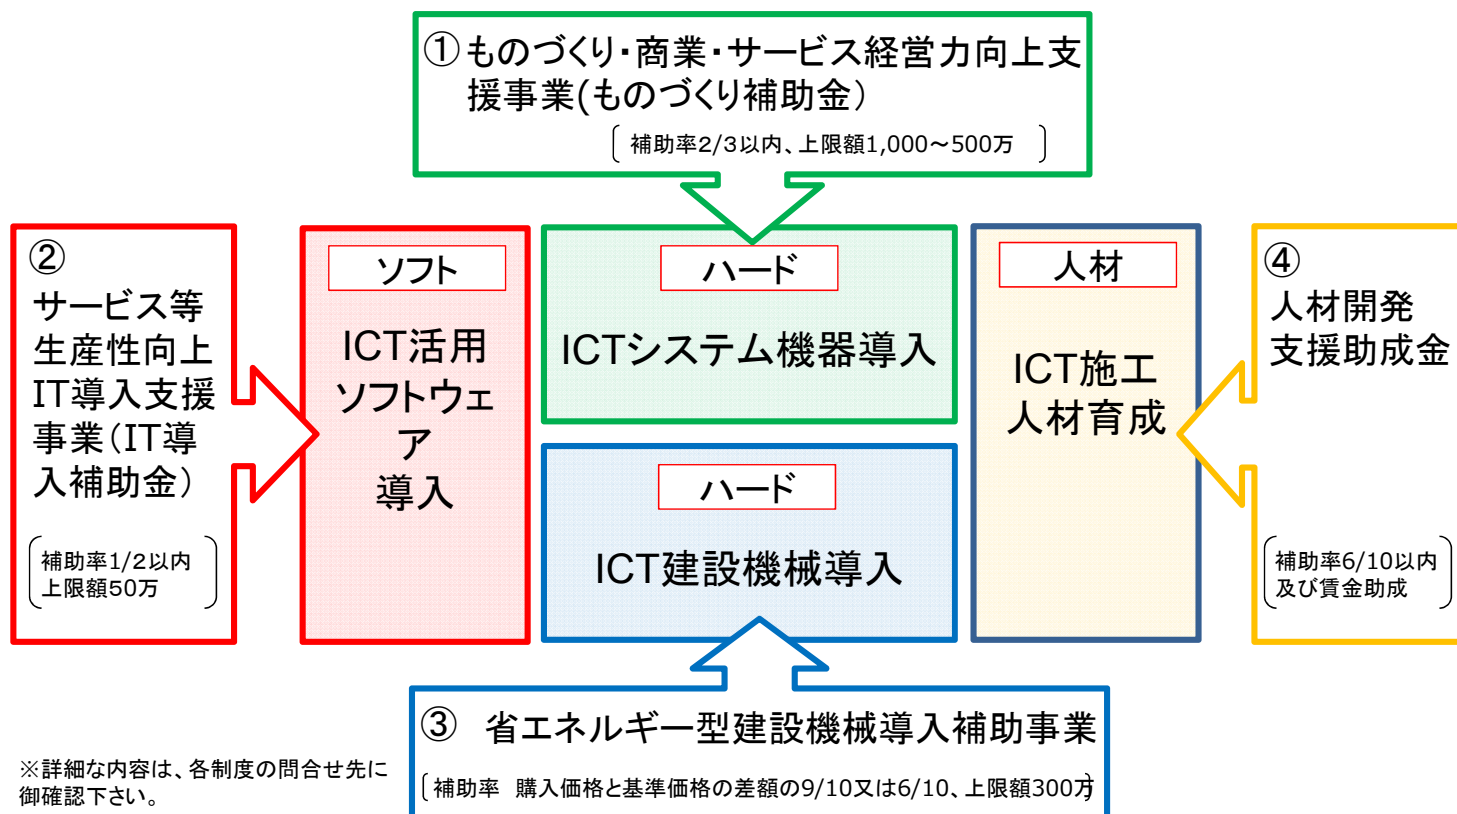 ①ものづくり・商業・サービス経営力向上支
援事業(ものづくり補助金）
補助率２/３以内、上限額1,000～500万
②
サービス等
生産性向上
IT導入支援
事業（IT導
入補助金）
補助率1/2以内
上限額50万
ソフト
ICT活用
ソフトウェ
ア
導入
ハード
ICTシステム機器導入
ハード
ICT建設機械導入
人材
ICT施工
人材育成
④
人材開発
支援助成金
補助率6/10以内
及び賃金助成
③ 省エネルギー型建設機械導入補助事業
補助率 購入価格と基準価格の差額の9/10又は6/10、上限額300万
※詳細な内容は、各制度の問合せ先に
御確認下さい。